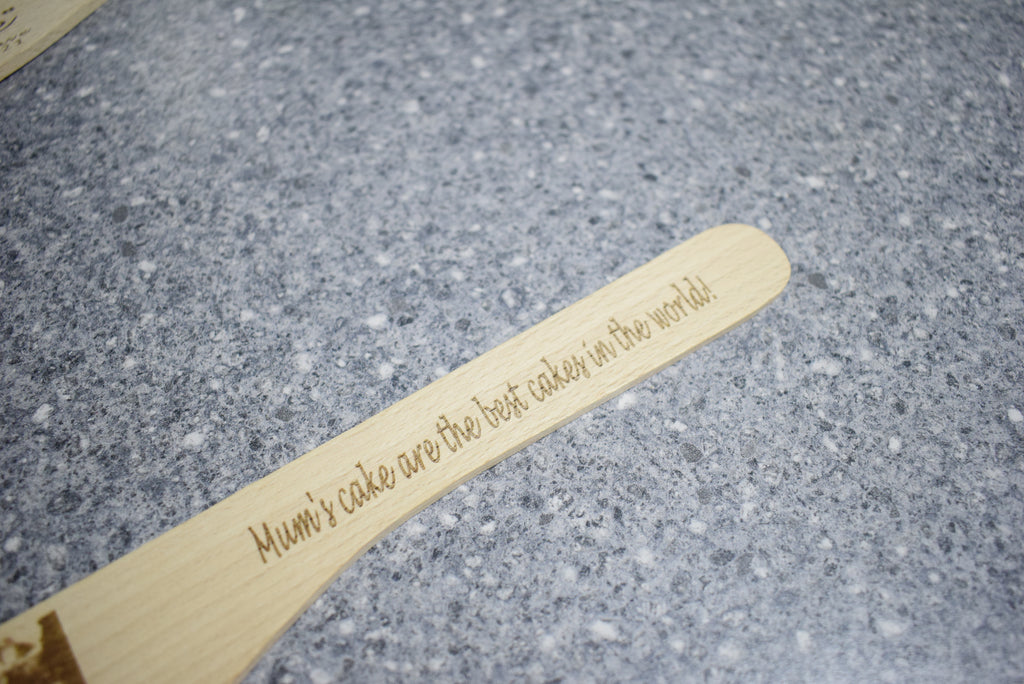 Mum's cake are the best cakes in the world!